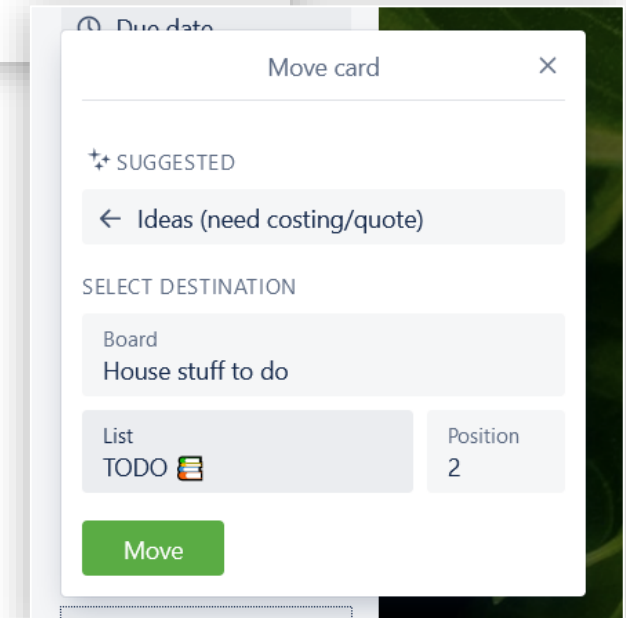 Due date
Move card
SUGGESTED
← Ideas (need costing/quote)
SELECT DESTINATION
Board
House stuff to do
List
TODO 📚
Position
2
Move